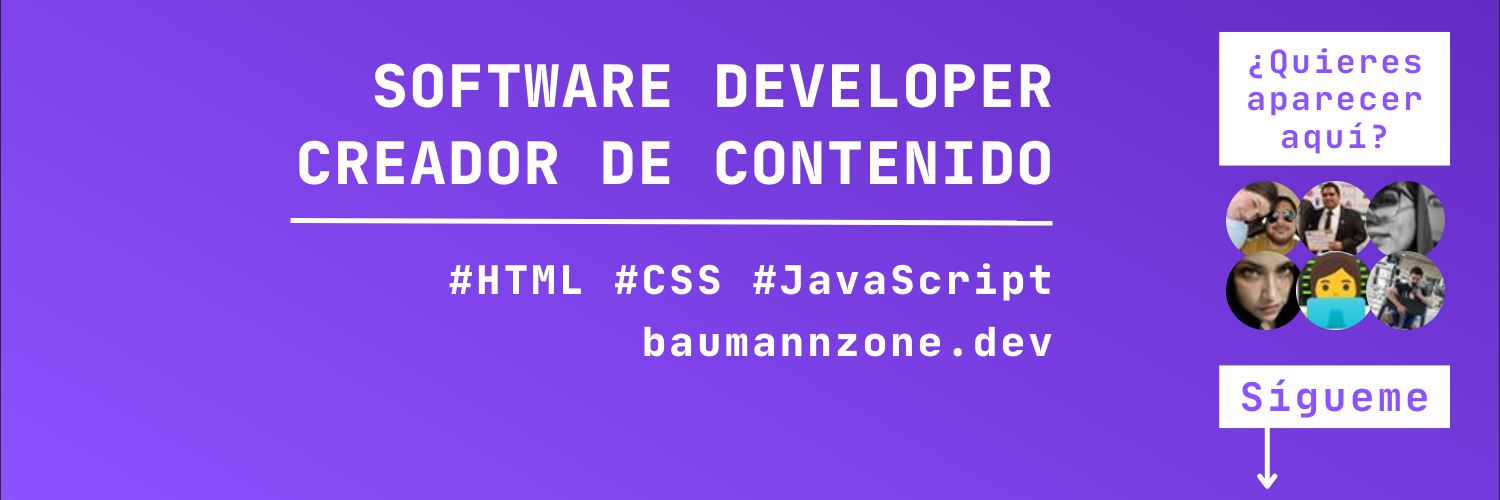 SOFTWARE DEVELOPER
CREADOR DE CONTENIDO
#HTML #CSS #JavaScript
baumannzone.dev
¿Quieres
aparecer
aquí?
Sígueme